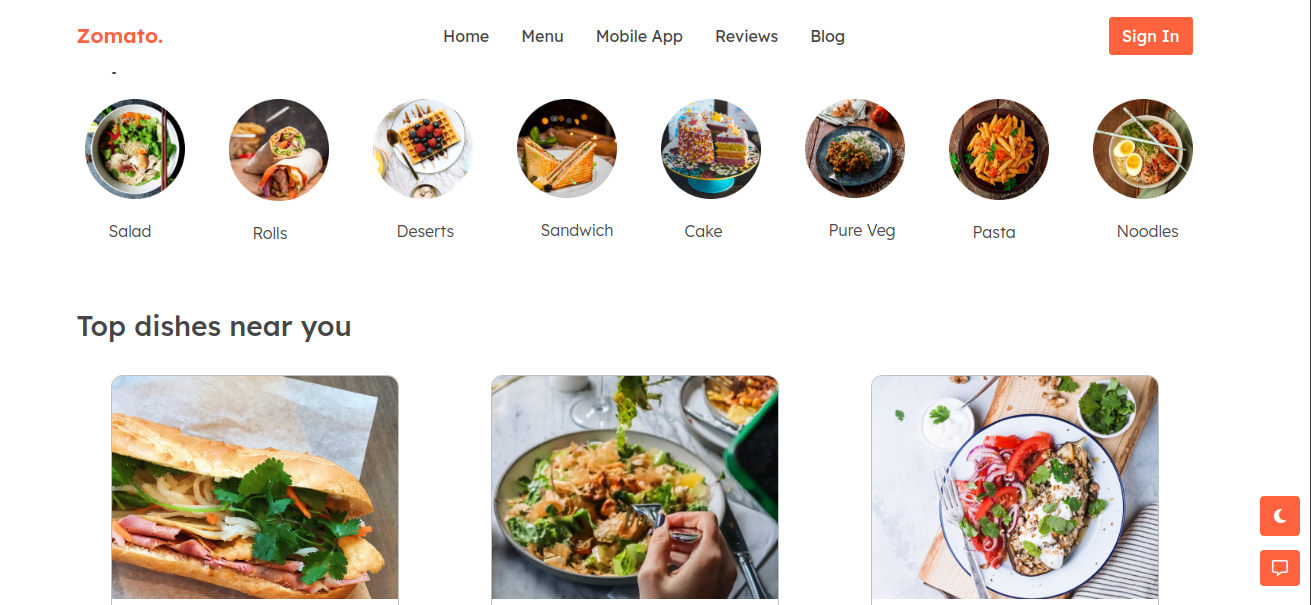 Zomato.
Home Menu Mobile App Reviews Blog
Sign In
Salad Rolls Deserts Sandwich Cake Pure Veg Pasta Noodles
Top dishes near you